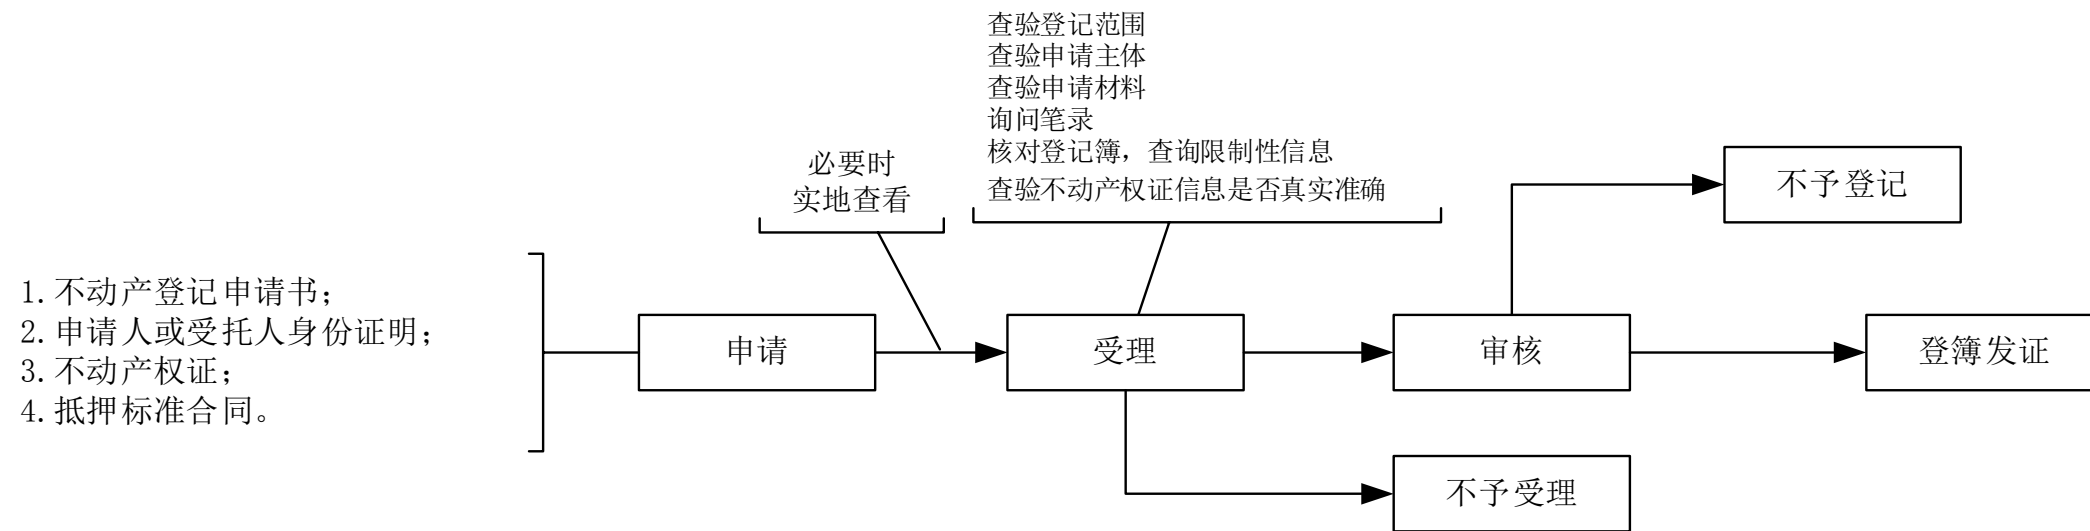 查验登记范围
查验申请主体
查验申请材料
询问笔录
核对登记簿，查询限制性信息
查验不动产权证信息是否真实准确
必要时
实地查看
不予登记
1.不动产登记申请书；
2.申请人或受托人身份证明；
3.不动产权证；
4.抵押标准合同。
申请
受理
审核
登簿发证
不予受理